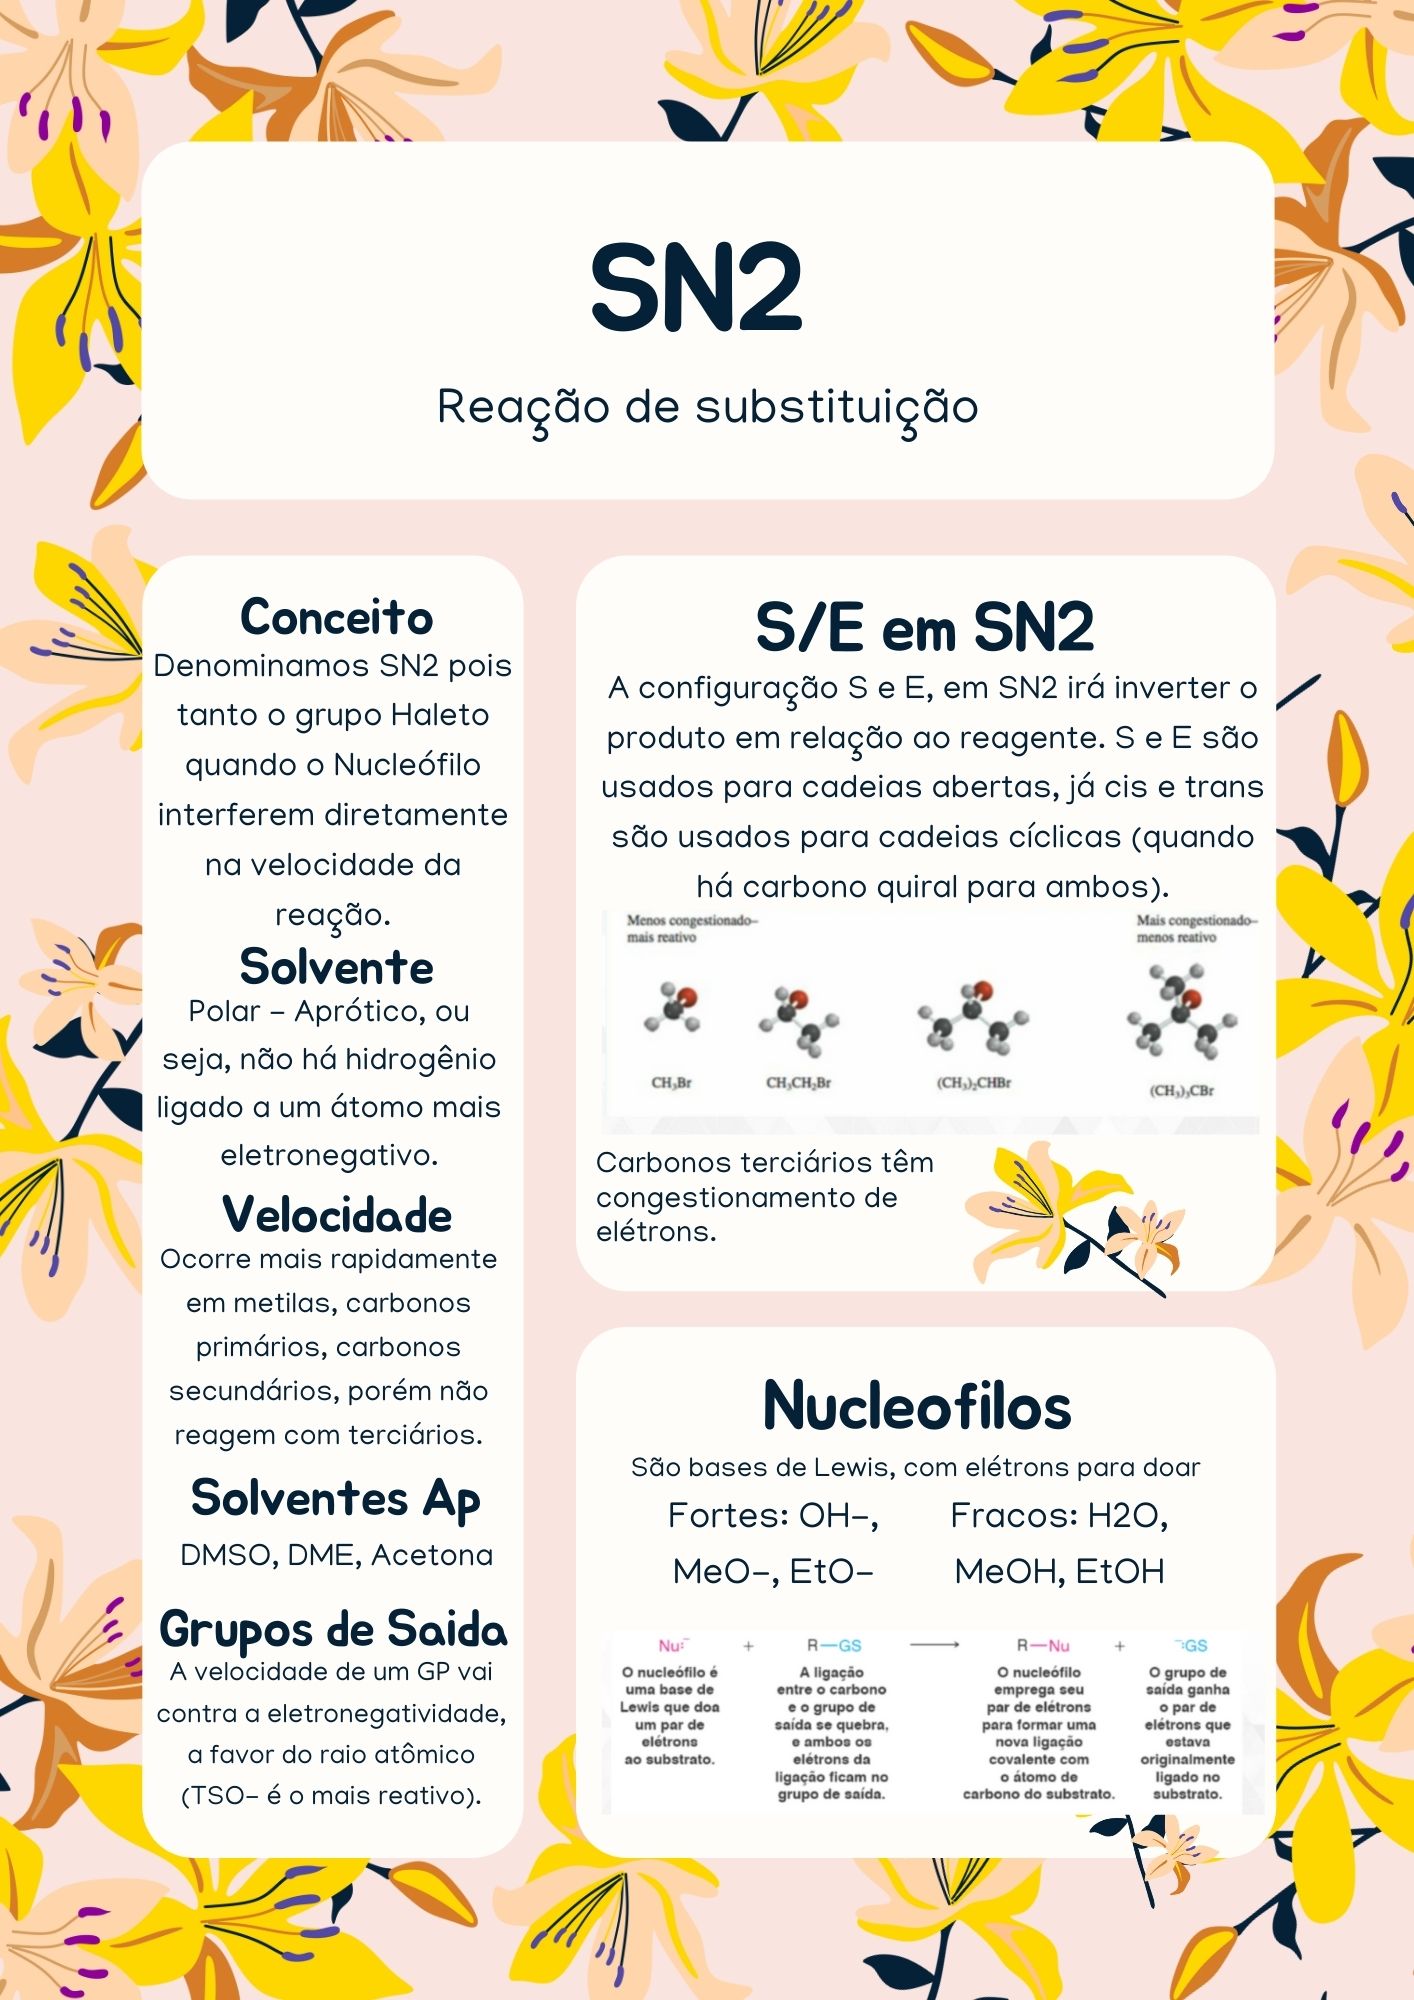 SN2
Reação de substituição
Conceito
Denominamos SN2 pois
tanto o grupo Haleto
quando o Nucleófilo
interferem diretamente
na velocidade da
reação.
Solvente
Polar - Aprótico, ou
seja, não há hidrogênio
ligado a um átomo mais
eletronegativo.
Velocidade
Ocorre mais rapidamente
em metilas, carbonos
primários, carbonos
secundários, porém não
reagem com terciários.
Solventes Ap
DMSO, DME, Acetona
Grupos de Saida
A velocidade de um GP vai
contra a eletronegatividade,
a favor do raio atômico
(TSO- é o mais reativo).
S/E em SN2
A configuração S e E, em SN2 irá inverter o
produto em relação ao reagente. S e E são
usados para cadeias abertas, já cis e trans
são usados para cadeias cíclicas (quando
há carbono quiral para ambos).
Menos congestionado–
mais reativo
Mais congestionado–
menos reativo
CH₃Br
CH₃CH₂Br
(CH₃)₂CHBr
(CH₃)₃CBr
Carbonos terciários têm
congestionamento de
elétrons.
Nucleofilos
São bases de Lewis, com elétrons para doar
Fortes: OH-,
MeO-, EtO-
Fracos: H2O,
MeOH, EtOH
Nu:⁻ + R—GS ⟶ R—Nu + ⁻:GS
O nucleófilo é
uma base de
Lewis que doa
um par de
elétrons
ao substrato.
A ligação
entre o carbono
e o grupo de
saída se quebra,
e ambos os
elétrons da
ligação ficam no
grupo de saída.
O nucleófilo
emprega seu
par de elétrons
para formar uma
nova ligação
covalente com
o átomo de
carbono do substrato.
O grupo de
saída ganha
o par de
elétrons que
estava
originalmente
ligado no
substrato.